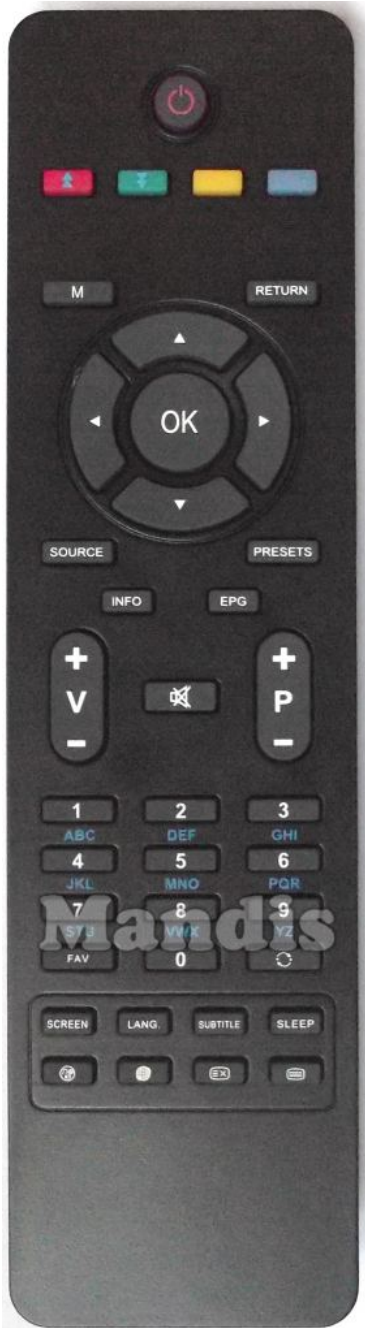 M RETURN
OK
SOURCE PRESETS
INFO EPG
+ +
V P
- -
1 2 3
ABC DEF GHI
4 5 6
JKL MNO PQR
7 8 9
STU VWX YZ
Mandis
FAV 0
SCREEN LANG. SUBTITLE SLEEP
EX